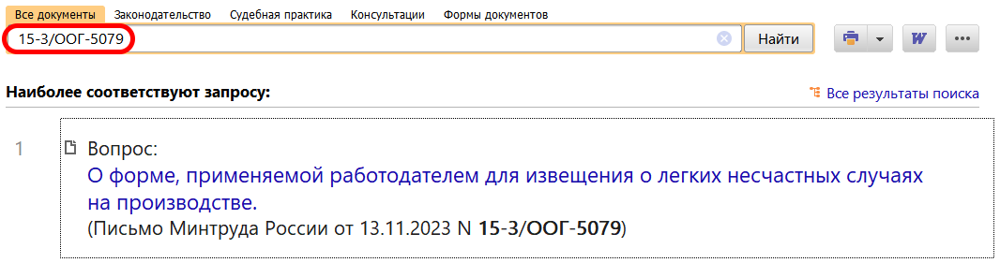 Все документы Законодательство Судебная практика Консультации Формы документов
15-3/ООГ-5079 Найти
Наиболее соответствуют запросу: Все результаты поиска
1 Вопрос:
О форме, применяемой работодателем для извещения о легких несчастных случаях
на производстве.
(Письмо Минтруда России от 13.11.2023 N 15-3/ООГ-5079)